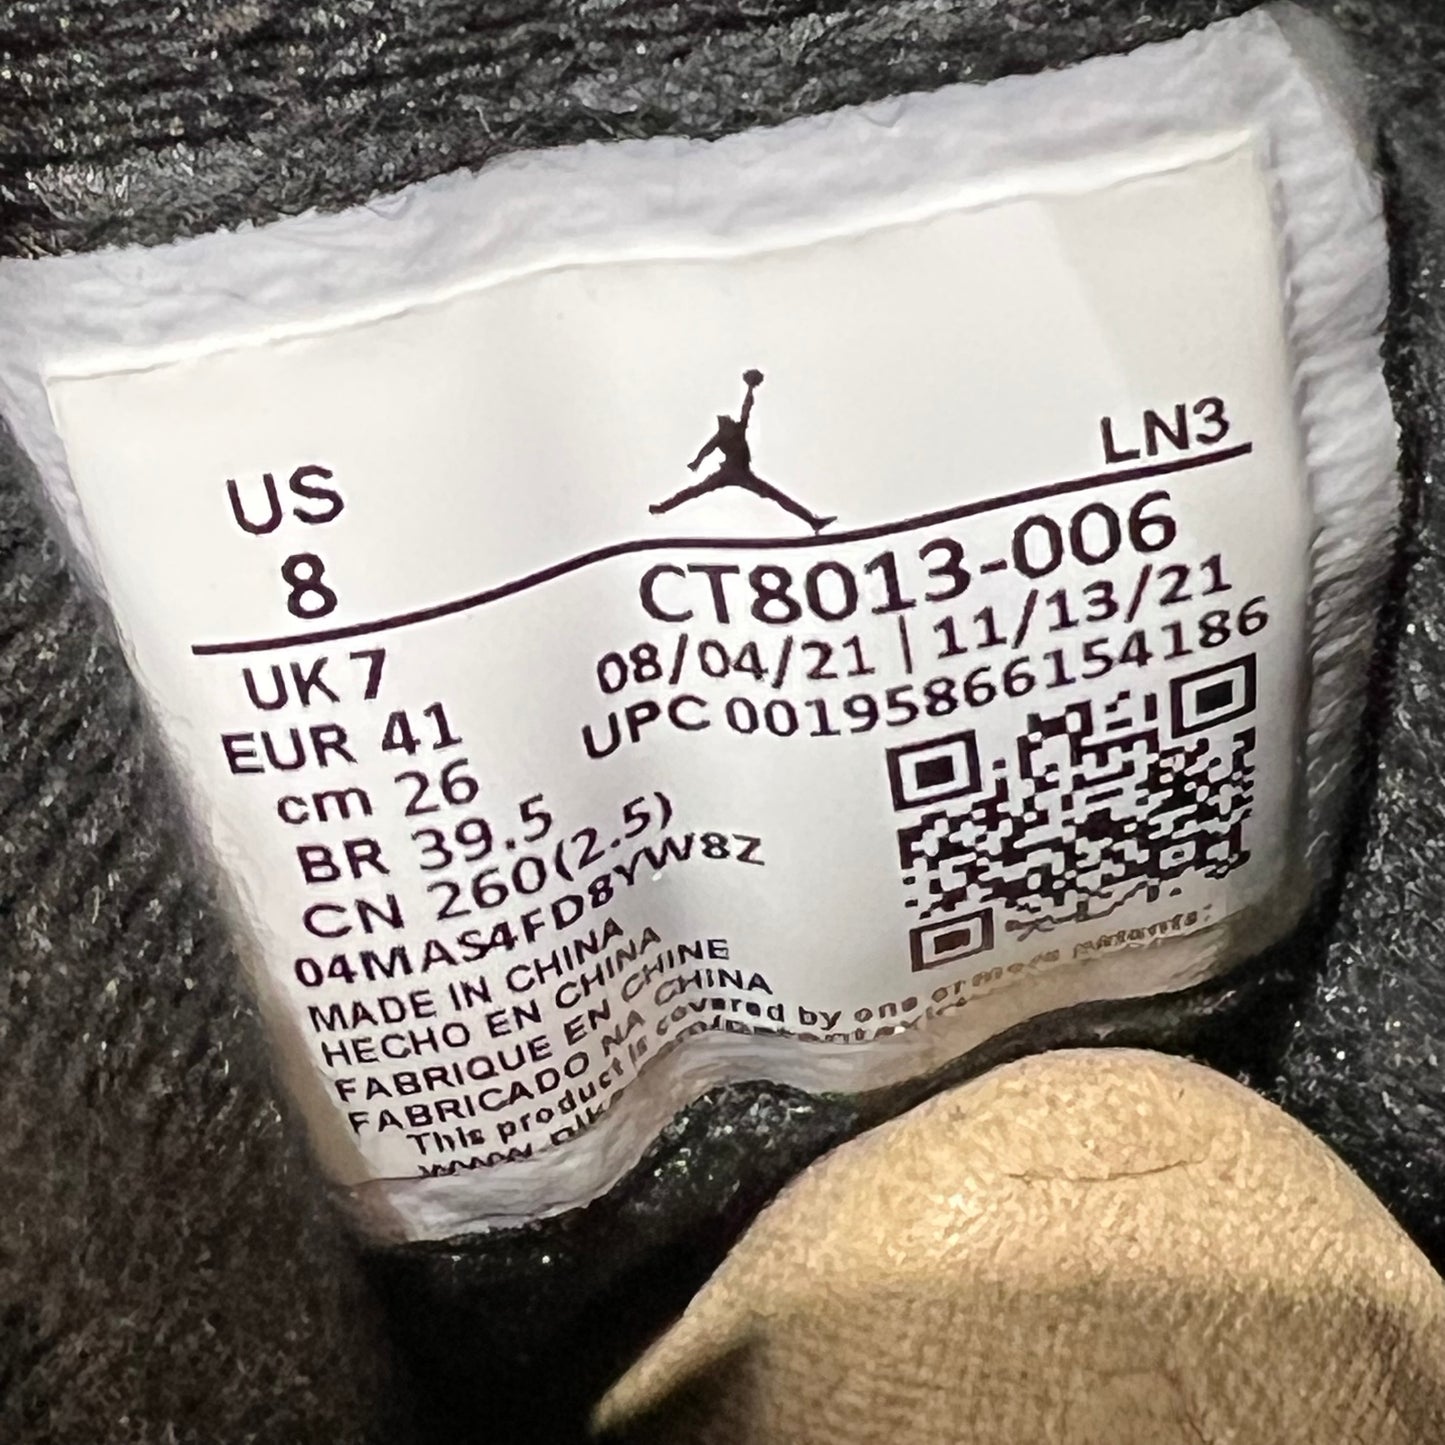 LN3
US
8
CT8013-006
08/04/21 | 11/13/21
UPC 00195866154186
UK 7
EUR 41
cm 26
BR 39.5
CN 260(2.5)
04MAS4FD8YW8Z
MADE IN CHINA
HECHO EN CHINA
FABRIQUE EN CHINE
FABRICADO NA CHINA
This product is covered by one or more patents: